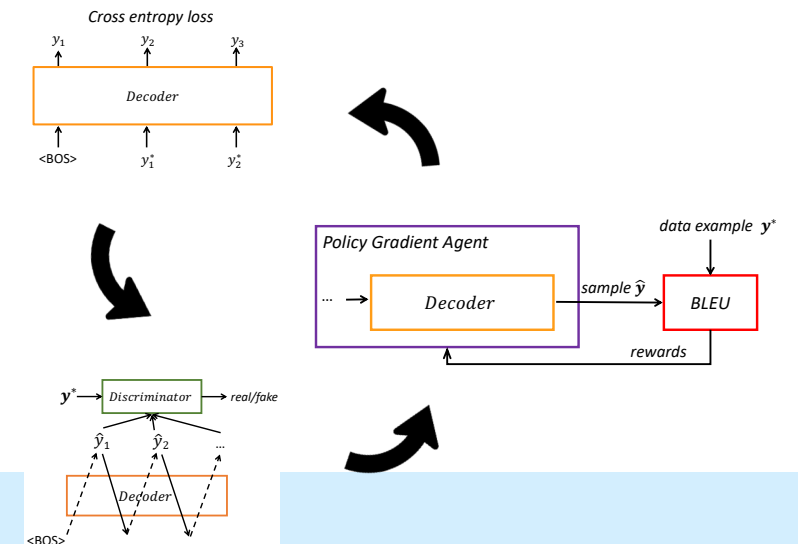 Cross entropy loss
y₁ y₂ y₃
Decoder
<BOS> y₁* y₂*
Policy Gradient Agent
... Decoder
sample ŷ
data example y*
BLEU
rewards
y* Discriminator real/fake
ŷ₁ ŷ₂ ...
Decoder
<BOS>